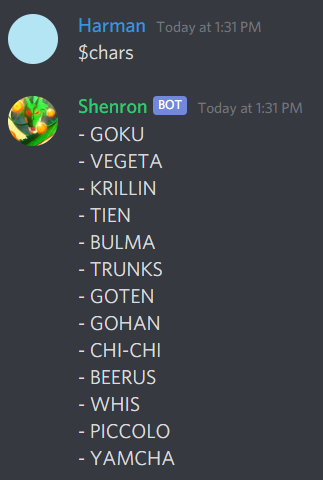 Harman Today at 1:31 PM
$chars
Shenron BOT Today at 1:31 PM
- GOKU
- VEGETA
- KRILLIN
- TIEN
- BULMA
- TRUNKS
- GOTEN
- GOHAN
- CHI-CHI
- BEERUS
- WHIS
- PICCOLO
- YAMCHA